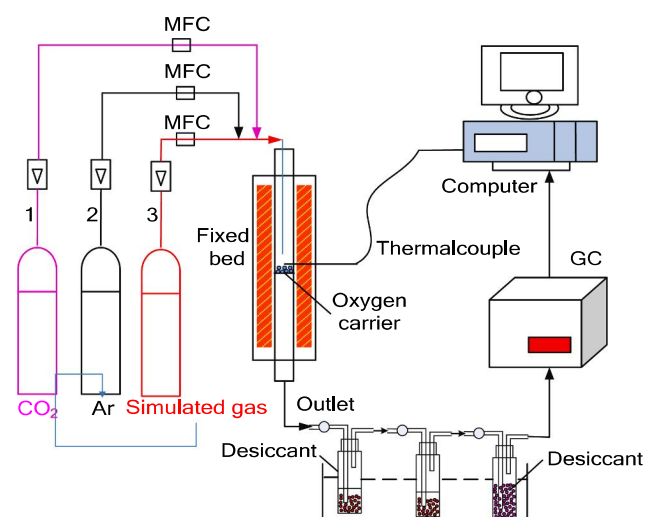 MFC
MFC
MFC
1
2
3
Computer
Fixed
bed
Thermalcouple
GC
Oxygen
carrier
CO₂
Ar
Simulated gas
Outlet
Desiccant
Desiccant